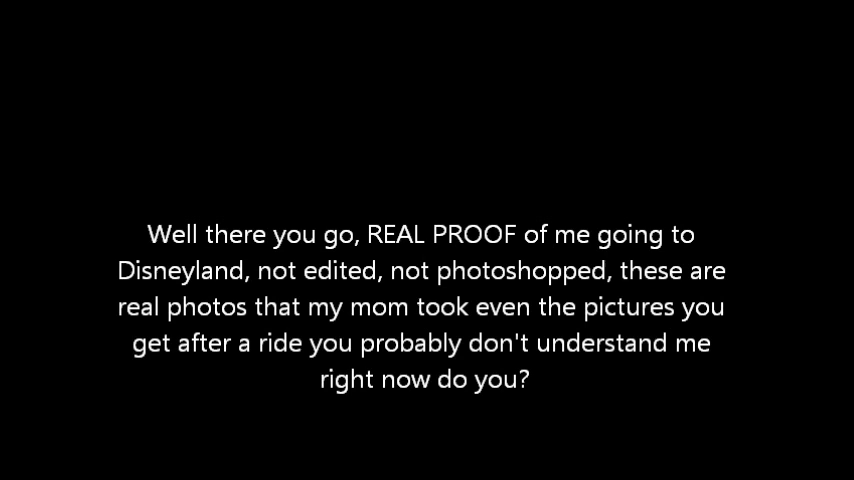 Well there you go, REAL PROOF of me going to
Disneyland, not edited, not photoshopped, these are
real photos that my mom took even the pictures you
get after a ride you probably don't understand me
right now do you?